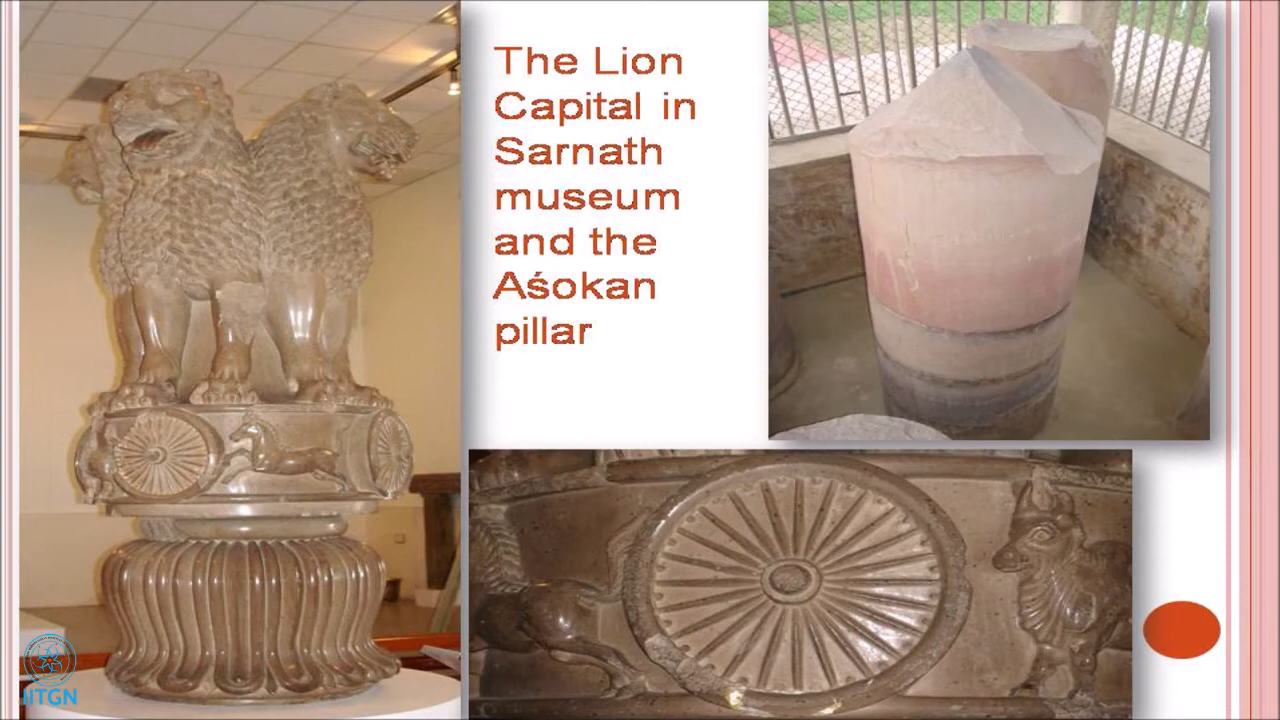 The Lion
Capital in
Sarnath
museum
and the
Aśokan
pillar
IITGN